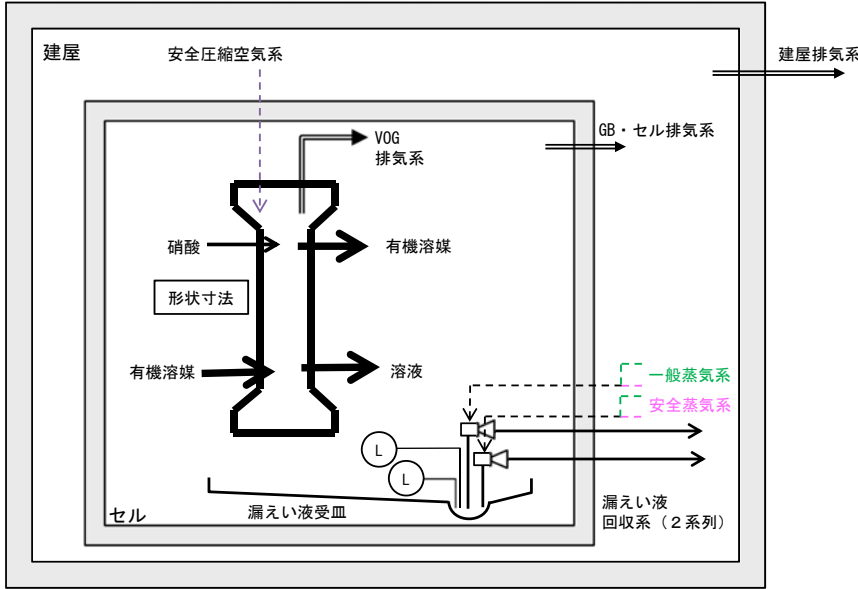 建屋
安全圧縮空気系
建屋排気系
VOG
排気系
GB・セル排気系
硝酸
有機溶媒
形状寸法
有機溶媒
溶液
一般蒸気系
安全蒸気系
L
L
漏えい液受皿
セル
漏えい液
回収系（２系列）